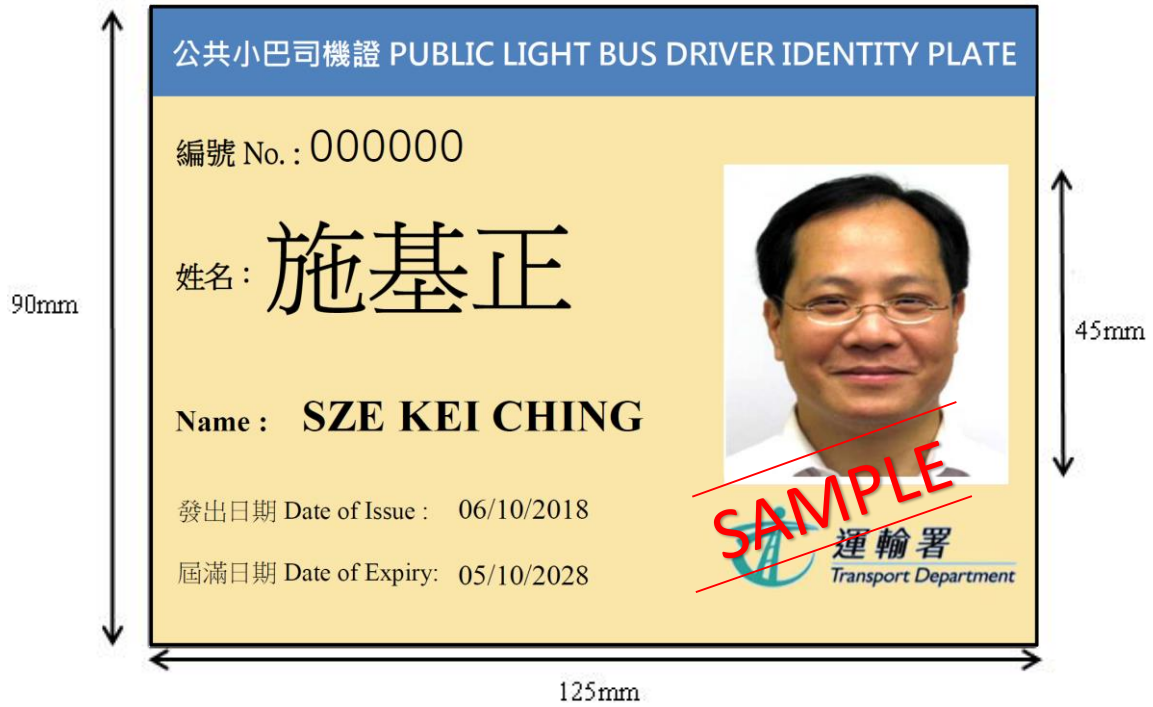 公共小巴司機證 PUBLIC LIGHT BUS DRIVER IDENTITY PLATE
編號 No. : 000000
姓名 : 施基正
90mm
45mm
Name : SZE KEI CHING
SAMPLE
發出日期 Date of Issue : 06/10/2018
運輸署
屆滿日期 Date of Expiry: 05/10/2028
Transport Department
125mm